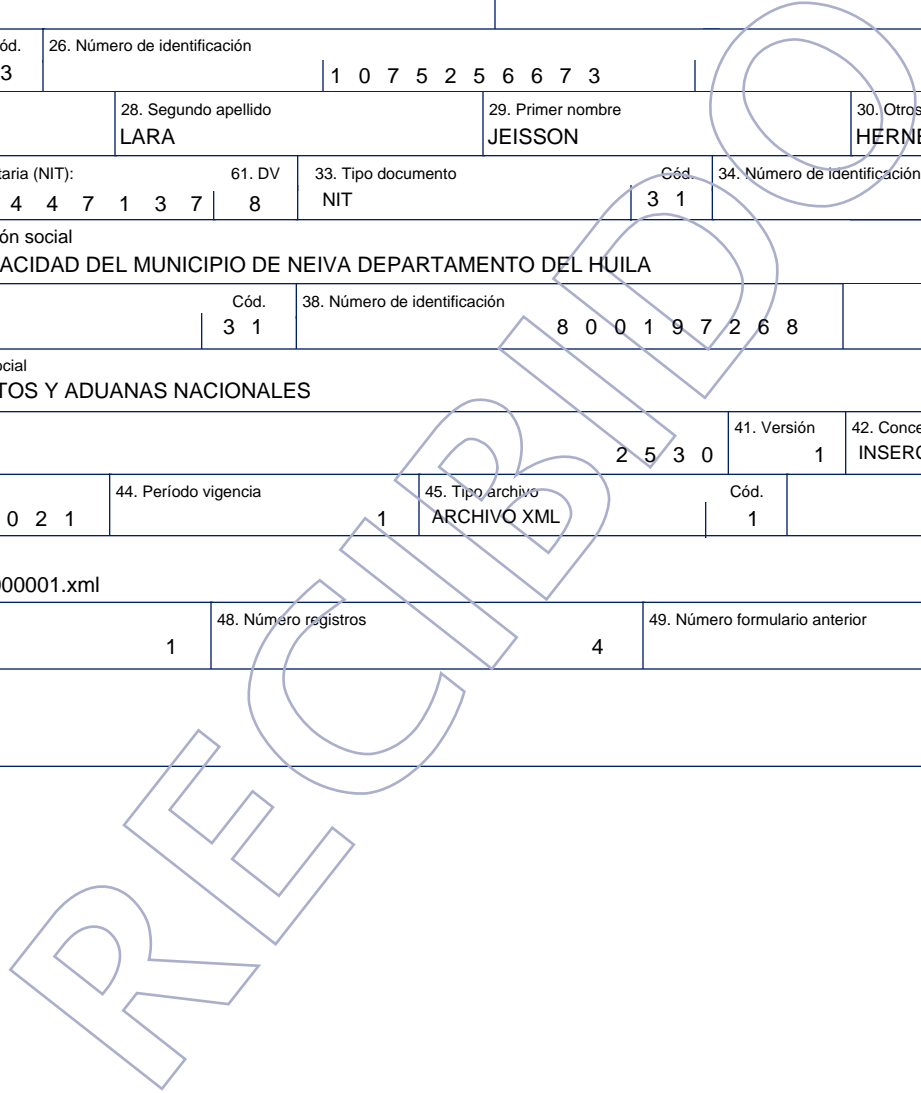 ód. 26. Número de identificación
3 1 0 7 5 2 5 6 6 7 3
28. Segundo apellido 29. Primer nombre 30. Otros
LARA JEISSON HERNE
taria (NIT): 61. DV 33. Tipo documento Cód. 34. Número de identificación
4 4 7 1 3 7 8 NIT 3 1
ón social
ACIDAD DEL MUNICIPIO DE NEIVA DEPARTAMENTO DEL HUILA
Cód. 38. Número de identificación
3 1 8 0 0 1 9 7 2 6 8
ocial
TOS Y ADUANAS NACIONALES
41. Versión 42. Conce
2 5 3 0 1 INSERC
44. Período vigencia 45. Tipo archivo Cód.
0 2 1 1 ARCHIVO XML 1
000001.xml
48. Número registros 49. Número formulario anterior
1 4
RECIBIDO